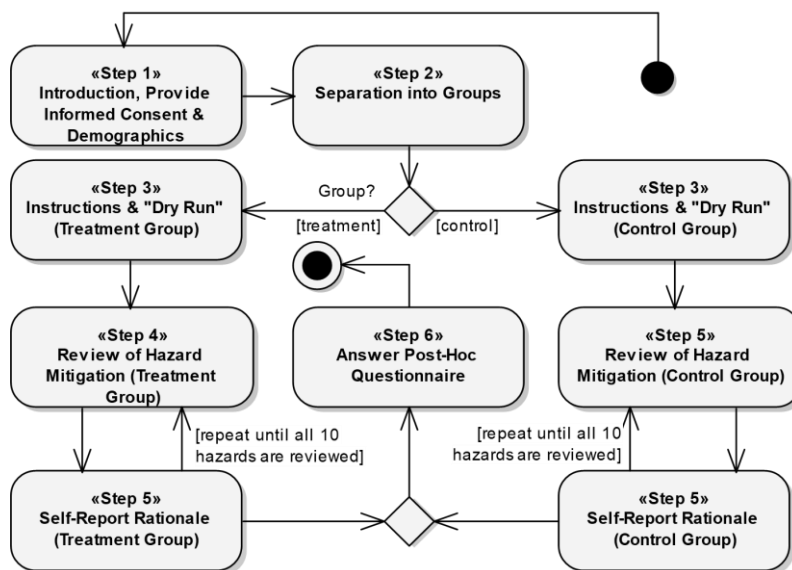 «Step 1»
Introduction, Provide
Informed Consent &
Demographics
«Step 2»
Separation into Groups
«Step 3»
Instructions & "Dry Run"
(Treatment Group)
Group?
[treatment]
[control]
«Step 3»
Instructions & "Dry Run"
(Control Group)
«Step 4»
Review of Hazard
Mitigation (Treatment
Group)
«Step 6»
Answer Post-Hoc
Questionnaire
«Step 5»
Review of Hazard
Mitigation (Control Group)
[repeat until all 10
hazards are reviewed]
[repeat until all 10
hazards are reviewed]
«Step 5»
Self-Report Rationale
(Treatment Group)
«Step 5»
Self-Report Rationale
(Control Group)